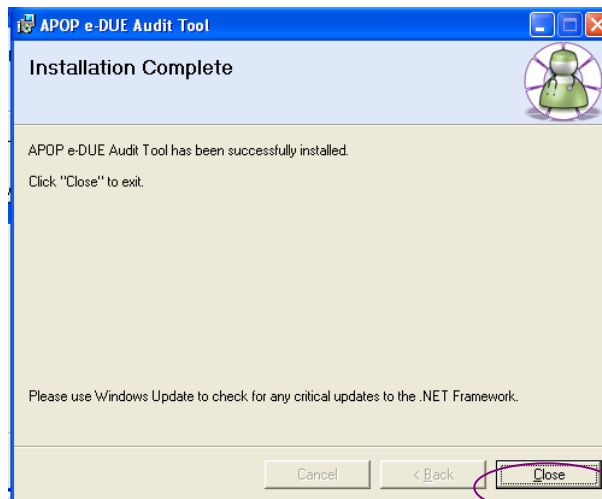 APOP e-DUE Audit Tool
Installation Complete
APOP e-DUE Audit Tool has been successfully installed.
Click "Close" to exit.
Please use Windows Update to check for any critical updates to the .NET Framework.
Cancel < Back Close